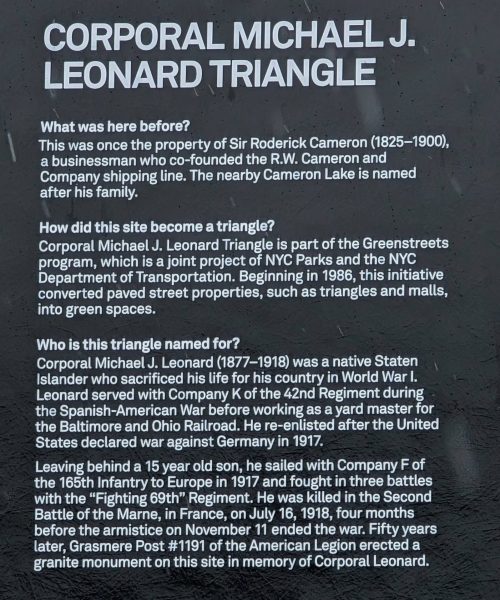 CORPORAL MICHAEL J.
LEONARD TRIANGLE
What was here before?
This was once the property of Sir Roderick Cameron (1825–1900),
a businessman who co-founded the R.W. Cameron and
Company shipping line. The nearby Cameron Lake is named
after his family.
How did this site become a triangle?
Corporal Michael J. Leonard Triangle is part of the Greenstreets
program, which is a joint project of NYC Parks and the NYC
Department of Transportation. Beginning in 1986, this initiative
converted paved street properties, such as triangles and malls,
into green spaces.
Who is this triangle named for?
Corporal Michael J. Leonard (1877–1918) was a native Staten
Islander who sacrificed his life for his country in World War I.
Leonard served with Company K of the 42nd Regiment during
the Spanish-American War before working as a yard master for
the Baltimore and Ohio Railroad. He re-enlisted after the United
States declared war against Germany in 1917.
Leaving behind a 15 year old son, he sailed with Company F of
the 165th Infantry to Europe in 1917 and fought in three battles
with the “Fighting 69th” Regiment. He was killed in the Second
Battle of the Marne, in France, on July 16, 1918, four months
before the armistice on November 11 ended the war. Fifty years
later, Grasmere Post #1191 of the American Legion erected a
granite monument on this site in memory of Corporal Leonard.